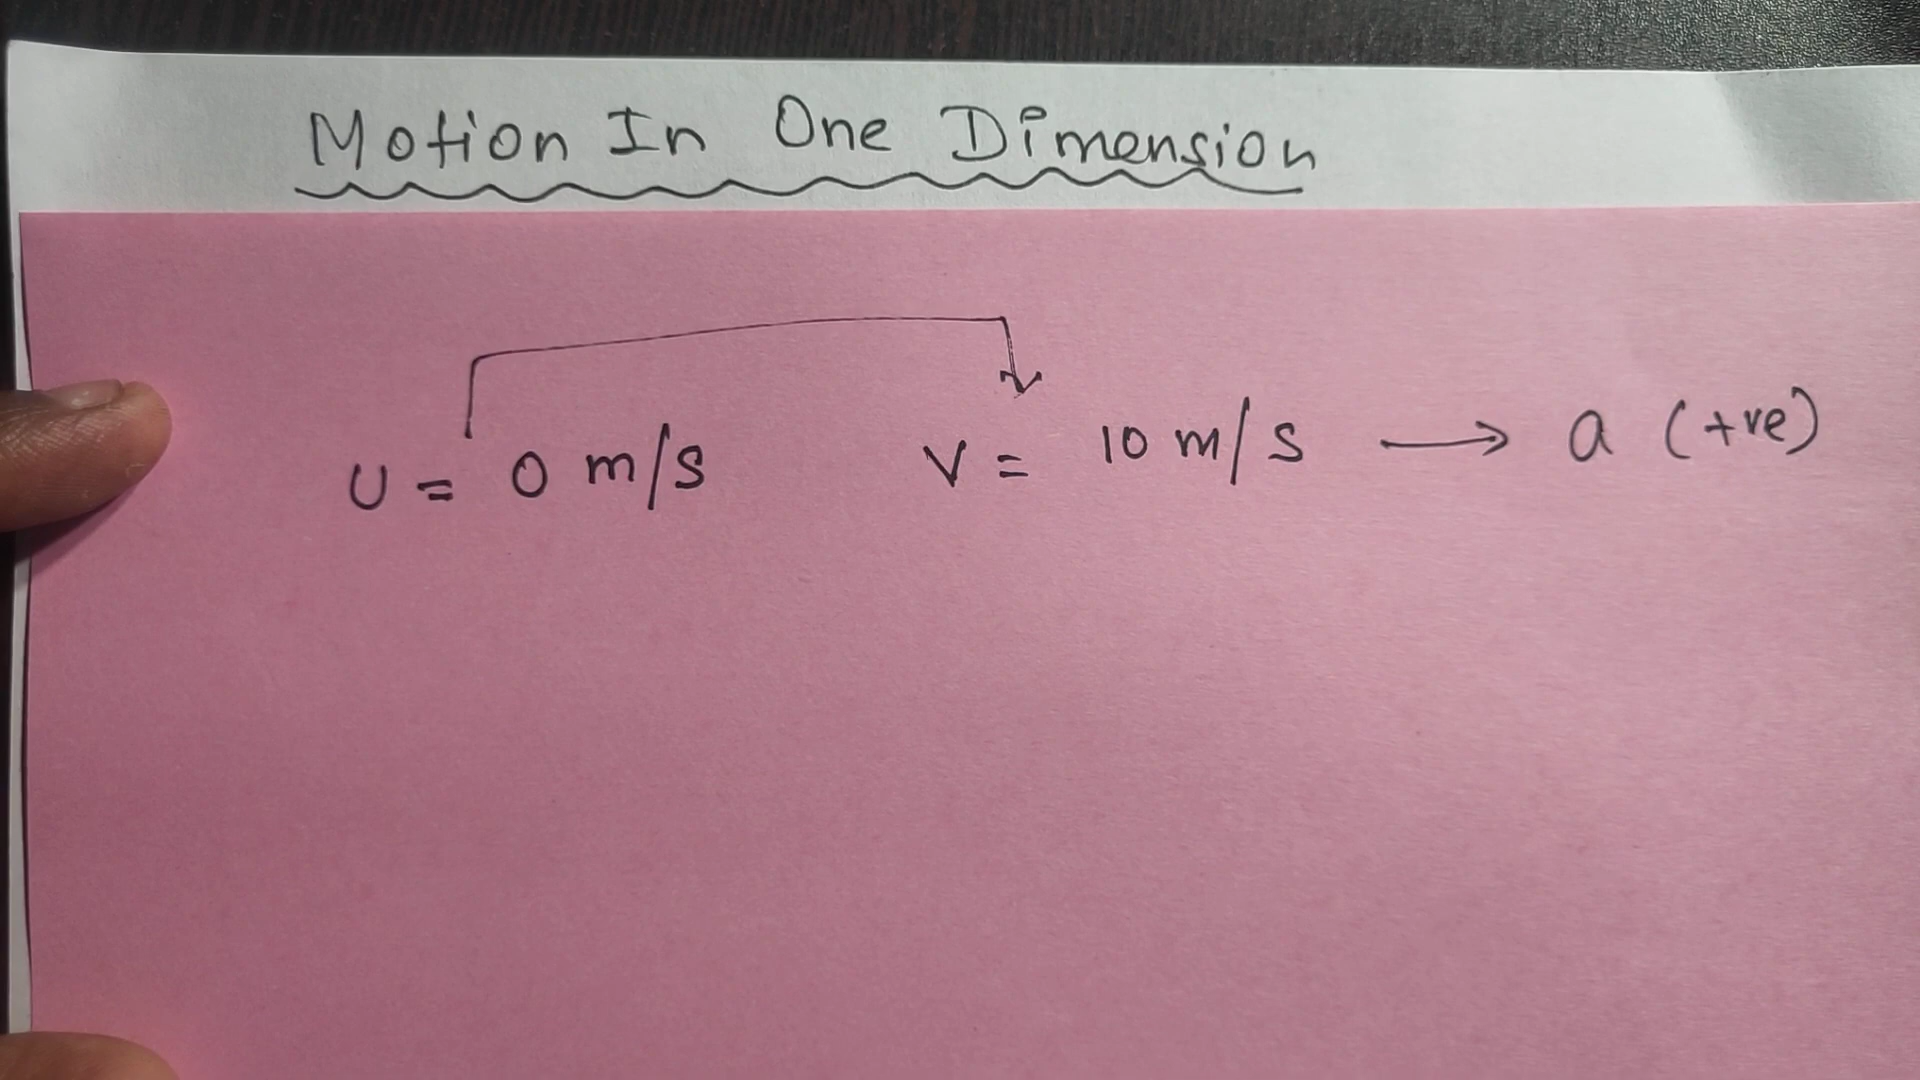 Motion In One Dimension
U = 0 m/s V = 10 m/s → a (+ve)